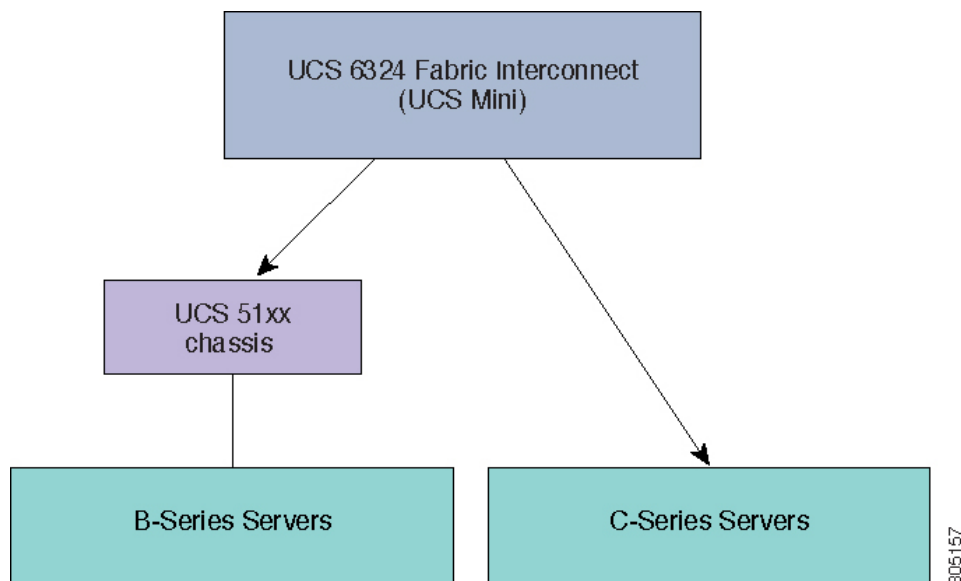 UCS 6324 Fabric Interconnect
(UCS Mini)
UCS 51xx
chassis
B-Series Servers
C-Series Servers
305157